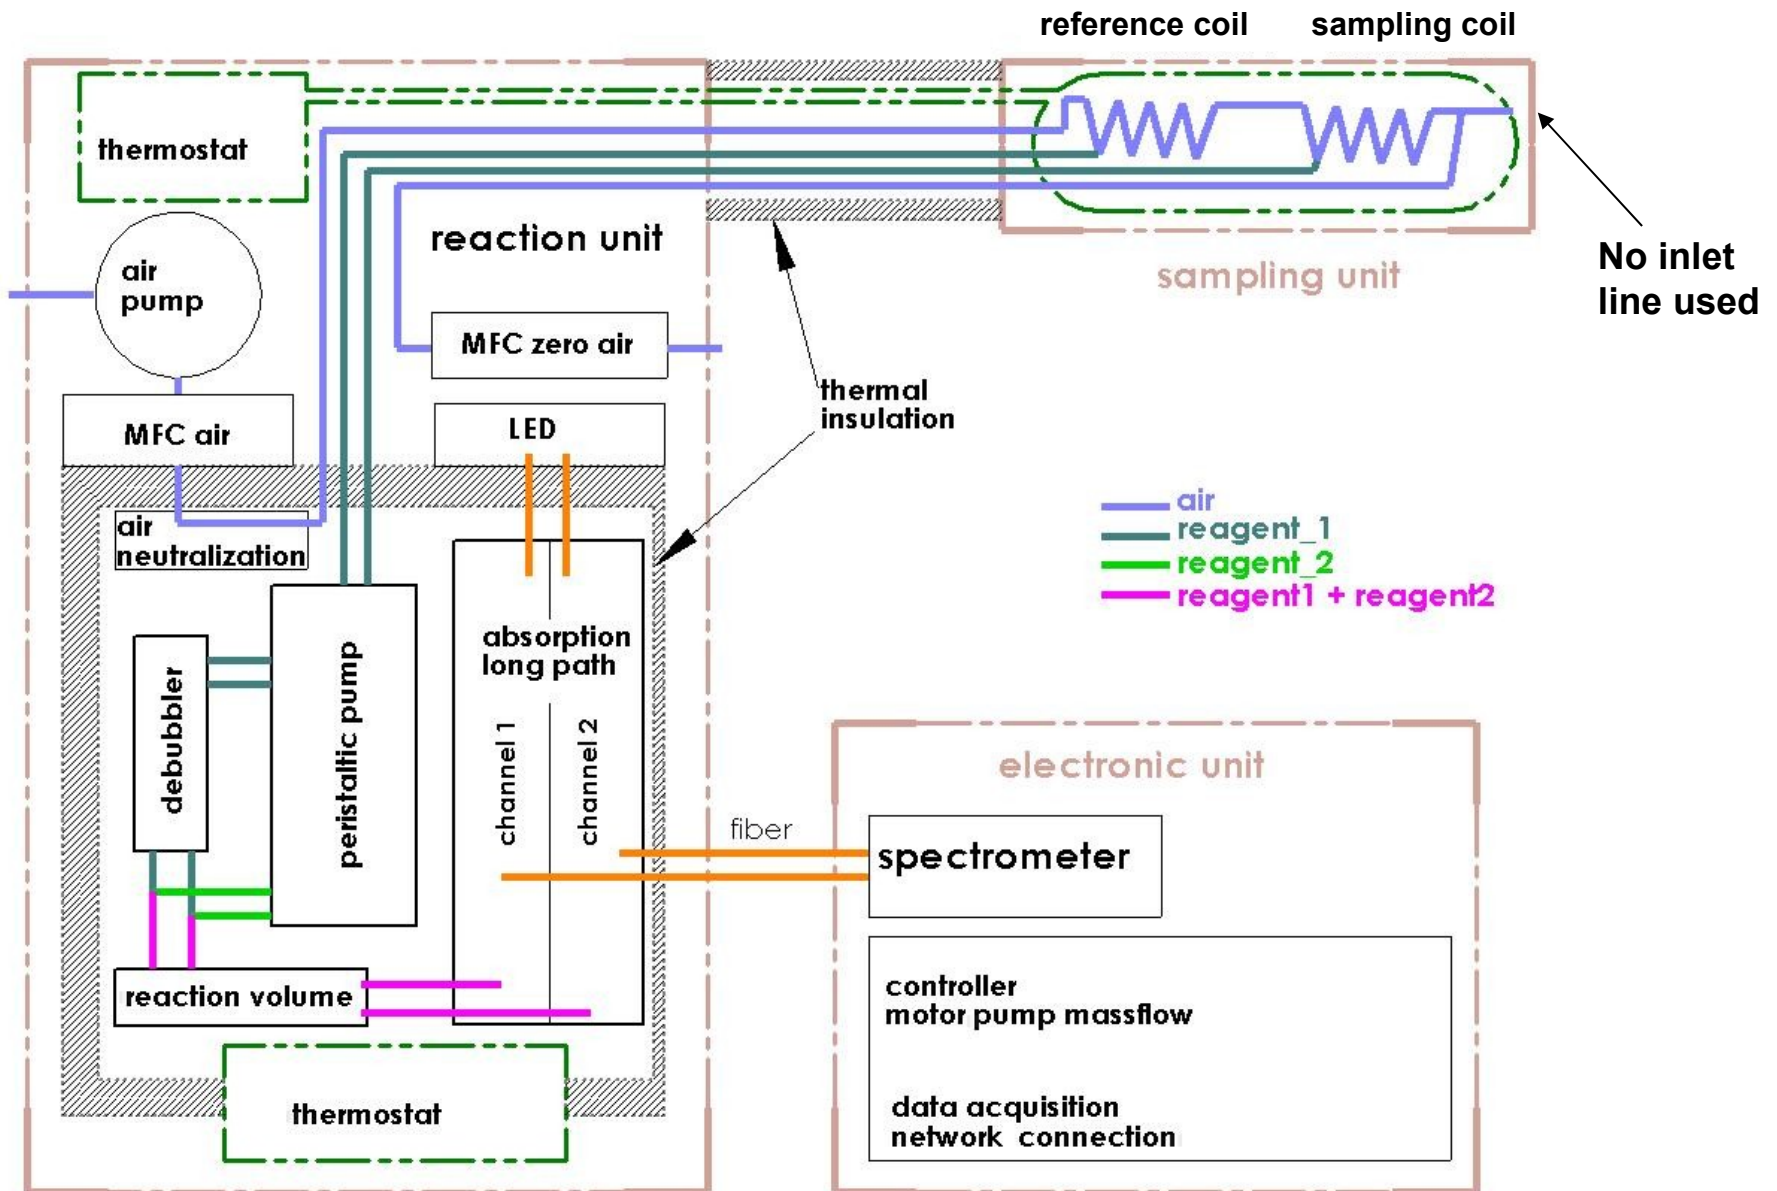 reference coil
sampling coil
thermostat
reaction unit
air
pump
sampling unit
No inlet
line used
MFC zero air
thermal
insulation
MFC air
LED
air
neutralization
air
reagent_1
reagent_2
reagent1 + reagent2
absorption
long path
debubbler
peristaltic pump
channel 1
channel 2
electronic unit
fiber
spectrometer
reaction volume
controller
motor pump massflow
thermostat
data acquisition
network connection